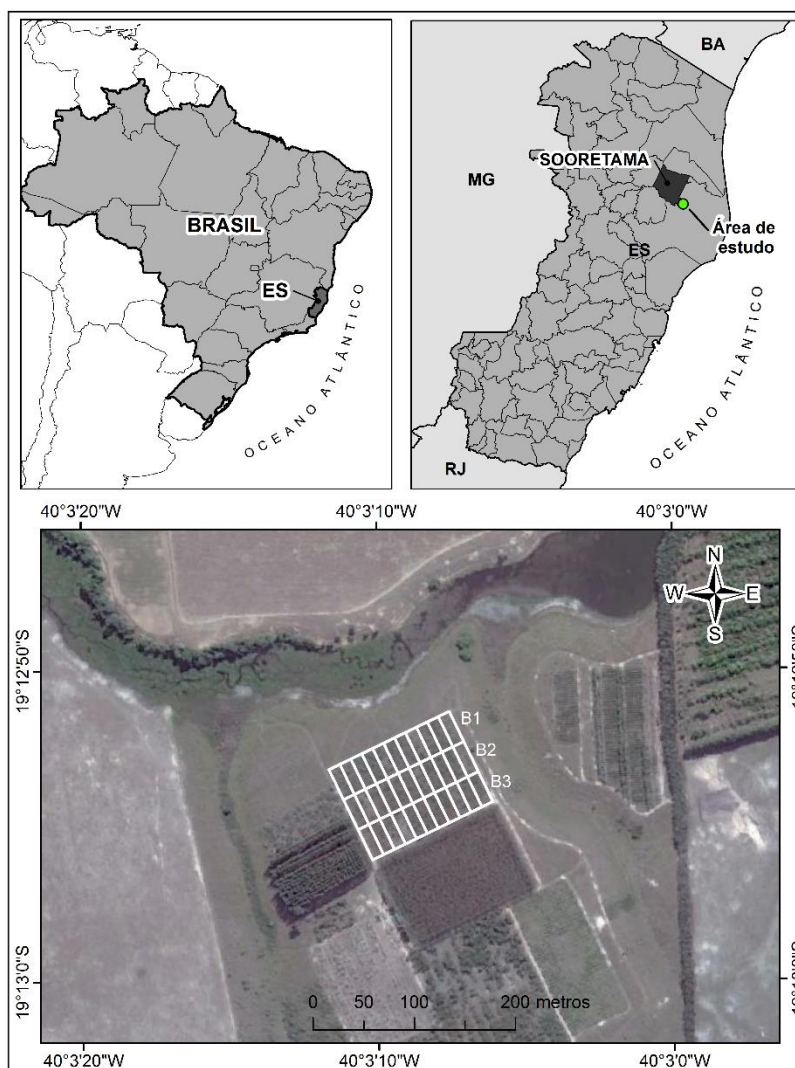 BRASIL
ES
OCEANO ATLÂNTICO
BA
MG
SOORETAMA
Área de
estudo
ES
OCEANO ATLÂNTICO
RJ
40°3'20"W 40°3'10"W 40°3'0"W
N
W E
S
19°12'50"S
B1
B2
B3
19°13'0"S
0 50 100 200 metros
40°3'20"W 40°3'10"W 40°3'0"W